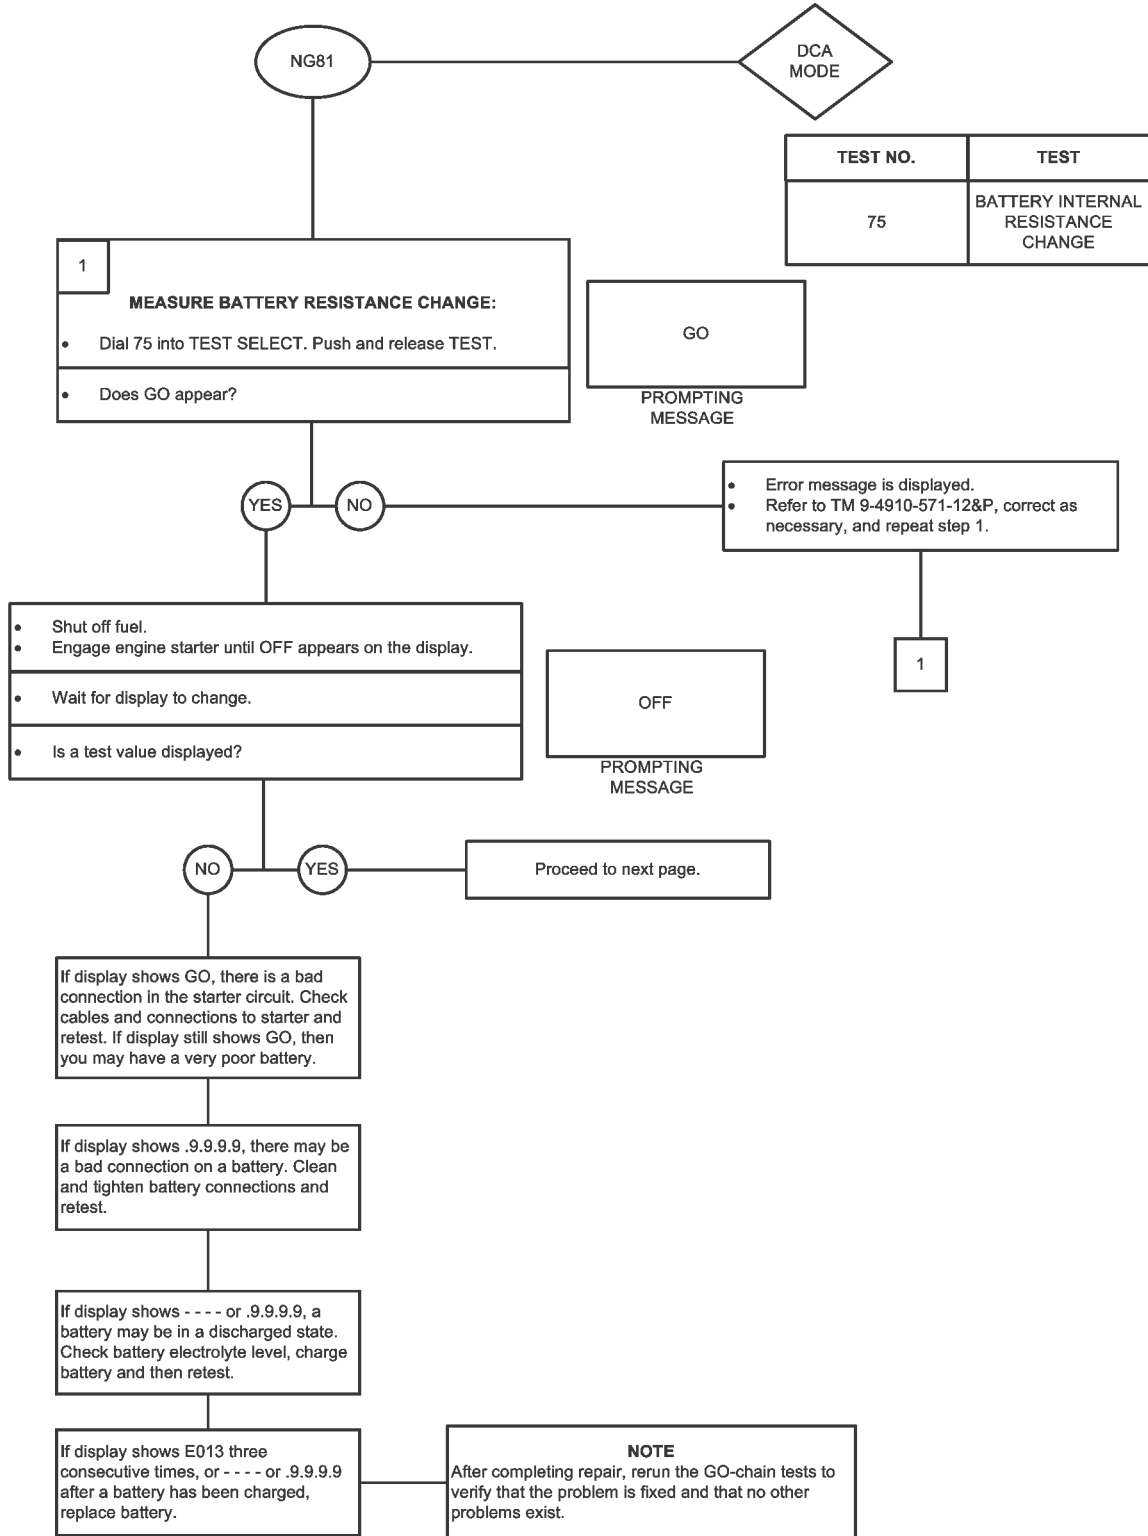 NG81
DCA
MODE
TEST NO.
TEST
75
BATTERY INTERNAL
RESISTANCE
CHANGE
1
MEASURE BATTERY RESISTANCE CHANGE:
• Dial 75 into TEST SELECT. Push and release TEST.
• Does GO appear?
GO
PROMPTING
MESSAGE
YES
NO
• Error message is displayed.
• Refer to TM 9-4910-571-12&P, correct as
necessary, and repeat step 1.
1
• Shut off fuel.
• Engage engine starter until OFF appears on the display.
• Wait for display to change.
• Is a test value displayed?
OFF
PROMPTING
MESSAGE
NO
YES
Proceed to next page.
If display shows GO, there is a bad
connection in the starter circuit. Check
cables and connections to starter and
retest. If display still shows GO, then
you may have a very poor battery.
If display shows .9.9.9.9, there may be
a bad connection on a battery. Clean
and tighten battery connections and
retest.
If display shows - - - - or .9.9.9.9, a
battery may be in a discharged state.
Check battery electrolyte level, charge
battery and then retest.
If display shows E013 three
consecutive times, or - - - - or .9.9.9.9
after a battery has been charged,
replace battery.
NOTE
After completing repair, rerun the GO-chain tests to
verify that the problem is fixed and that no other
problems exist.